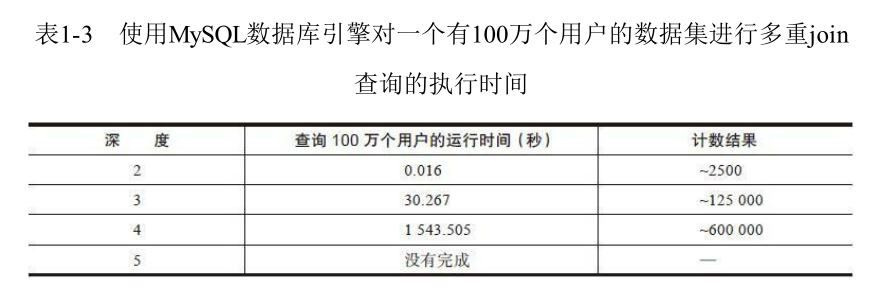 表1-3 使用MySQL数据库引擎对一个有100万个用户的数据集进行多重join
查询的执行时间
深 度 查询 100 万个用户的运行时间（秒） 计数结果
2 0.016 ~2500
3 30.267 ~125 000
4 1 543.505 ~600 000
5 没有完成 —